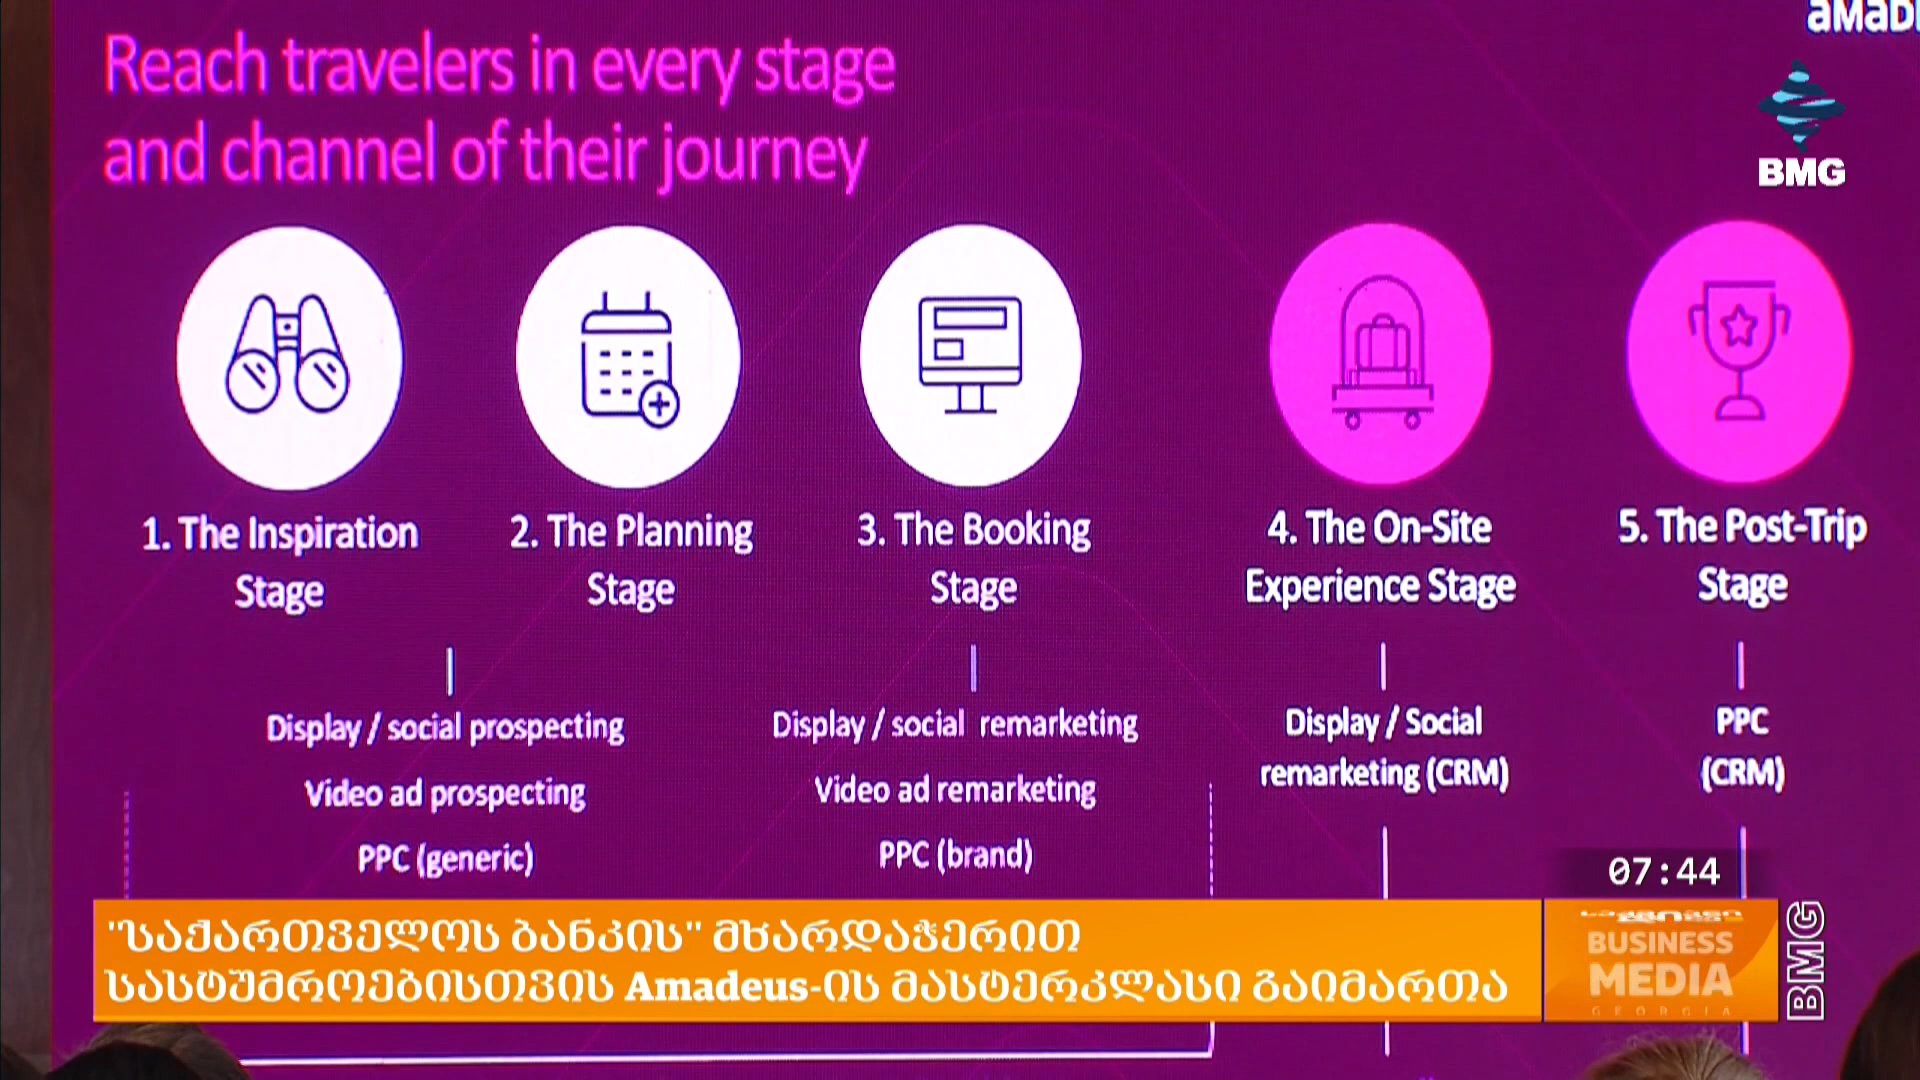 Reach travelers in every stage
and channel of their journey
BMG
1. The Inspiration
Stage
2. The Planning
Stage
3. The Booking
Stage
4. The On-Site
Experience Stage
5. The Post-Trip
Stage
Display / social prospecting
Video ad prospecting
PPC (generic)
Display / social remarketing
Video ad remarketing
PPC (brand)
Display / Social
remarketing (CRM)
PPC
(CRM)
07:44
"საქართველოს ბანკის" მხარდაჭერით
სასტუმროებისთვის Amadeus-ის მასტერკლასი გაიმართა
BUSINESS
MEDIA
GEORGIA
BMG